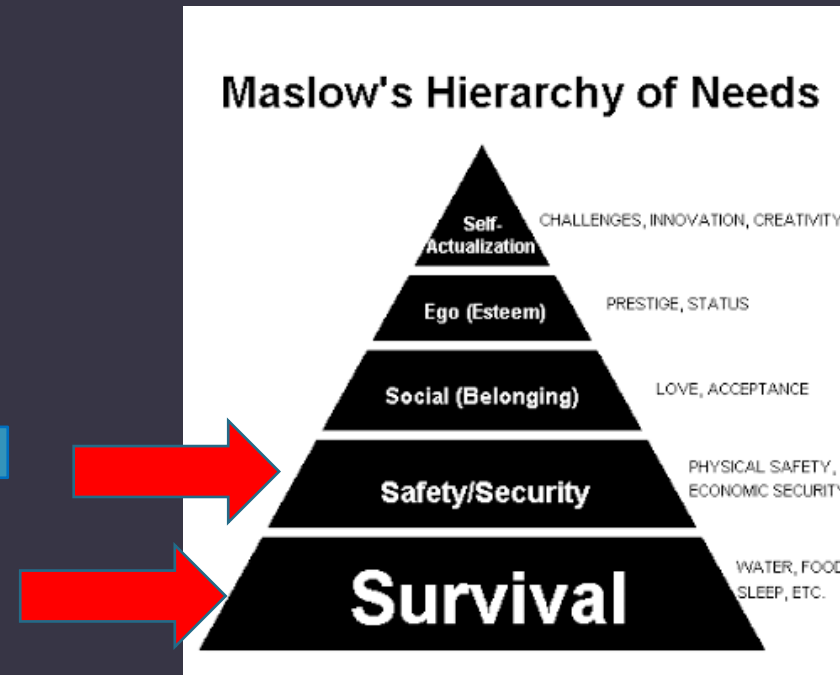 Maslow's Hierarchy of Needs
Self-
Actualization
CHALLENGES, INNOVATION, CREATIVITY
Ego (Esteem)
PRESTIGE, STATUS
Social (Belonging)
LOVE, ACCEPTANCE
Safety/Security
PHYSICAL SAFETY,
ECONOMIC SECURITY
Survival
WATER, FOOD
SLEEP, ETC.